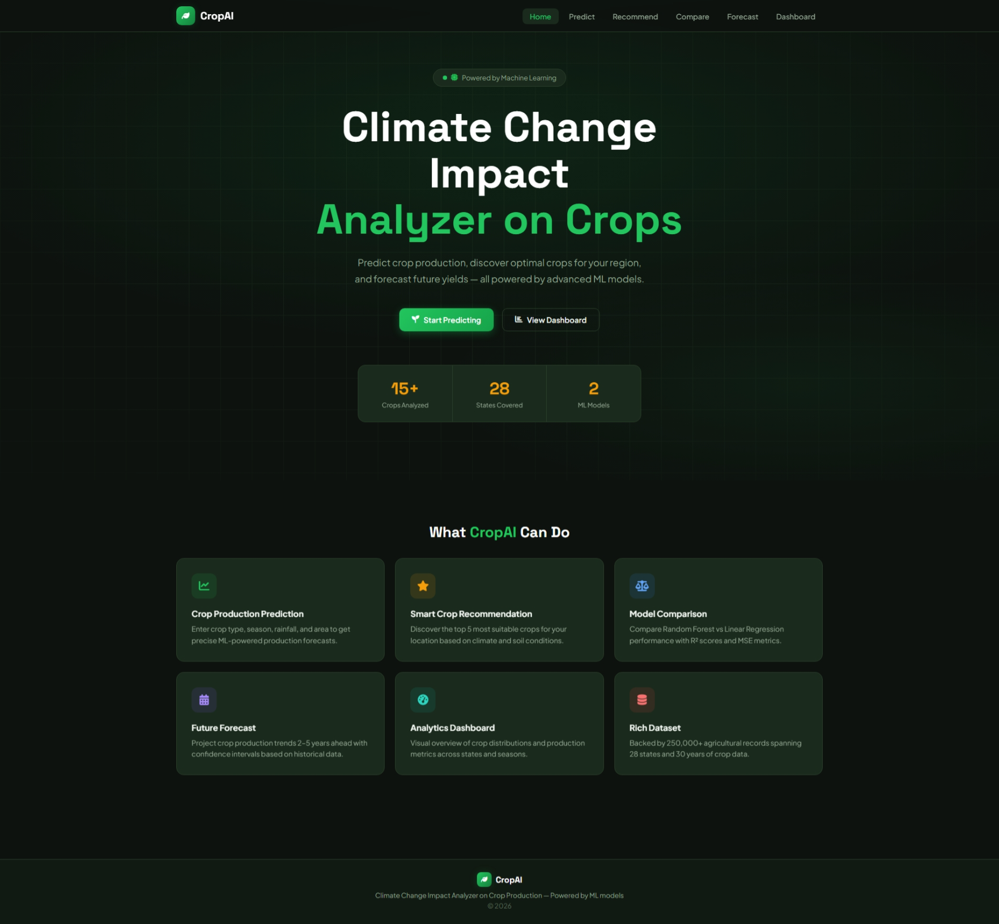 CropAI
Home Predict Recommend Compare Forecast Dashboard
Powered by Machine Learning
Climate Change
Impact
Analyzer on Crops
Predict crop production, discover optimal crops for your region,
and forecast future yields — all powered by advanced ML models.
Start Predicting View Dashboard
15+ 28 2
Crops Analyzed States Covered ML Models
What CropAI Can Do
Crop Production Prediction
Enter crop type, season, rainfall, and area to get
precise ML-powered production forecasts.
Smart Crop Recommendation
Discover the top 5 most suitable crops for your
location based on climate and soil conditions.
Model Comparison
Compare Random Forest vs Linear Regression
performance with R² scores and MSE metrics.
Future Forecast
Project crop production trends 2–5 years ahead with
confidence intervals based on historical data.
Analytics Dashboard
Visual overview of crop distributions and production
metrics across states and seasons.
Rich Dataset
Backed by 250,000+ agricultural records spanning
28 states and 30 years of crop data.
CropAI
Climate Change Impact Analyzer on Crop Production — Powered by ML models
© 2026